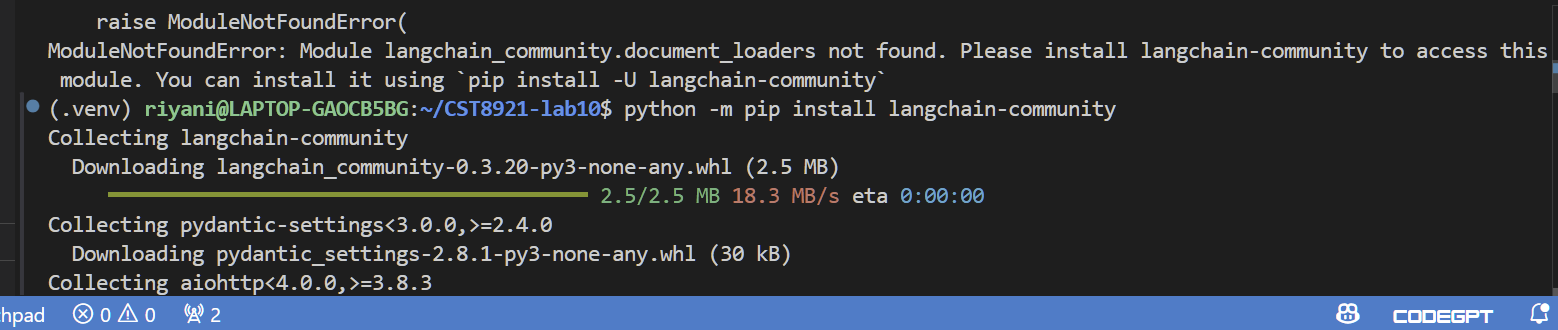 raise ModuleNotFoundError(
ModuleNotFoundError: Module langchain_community.document_loaders not found. Please install langchain-community to access this
module. You can install it using `pip install -U langchain-community`
(.venv) riyani@LAPTOP-GAOCB5BG:~/CST8921-lab10$ python -m pip install langchain-community
Collecting langchain-community
Downloading langchain_community-0.3.20-py3-none-any.whl (2.5 MB)
2.5/2.5 MB 18.3 MB/s eta 0:00:00
Collecting pydantic-settings<3.0.0,>=2.4.0
Downloading pydantic_settings-2.8.1-py3-none-any.whl (30 kB)
Collecting aiohttp<4.0.0,>=3.8.3
hpad 0 0 2 CODEGPT